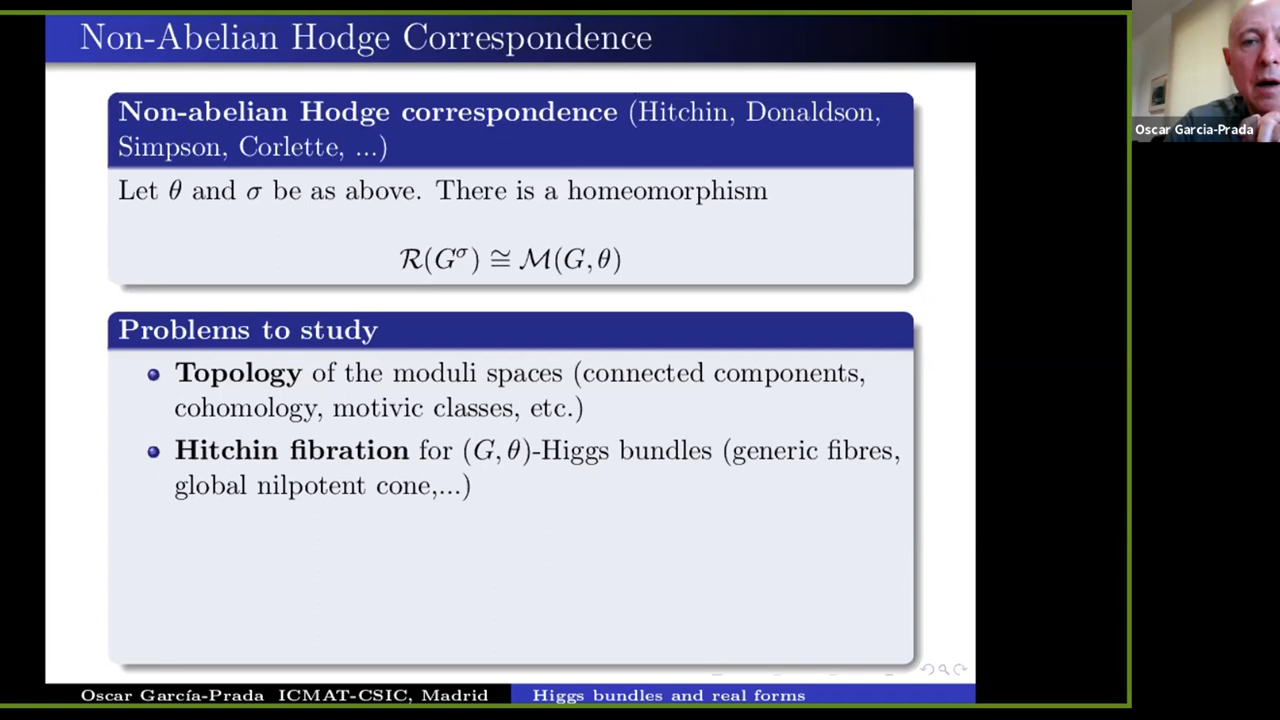 Non-Abelian Hodge Correspondence
Non-abelian Hodge correspondence (Hitchin, Donaldson,
Simpson, Corlette, ...)
Let θ and σ be as above. There is a homeomorphism
ℛ(G^σ) ≅ ℳ(G, θ)
Problems to study
Topology of the moduli spaces (connected components,
cohomology, motivic classes, etc.)
Hitchin fibration for (G, θ)-Higgs bundles (generic fibres,
global nilpotent cone,...)
Oscar García-Prada ICMAT-CSIC, Madrid
Higgs bundles and real forms
Oscar Garcia-Prada